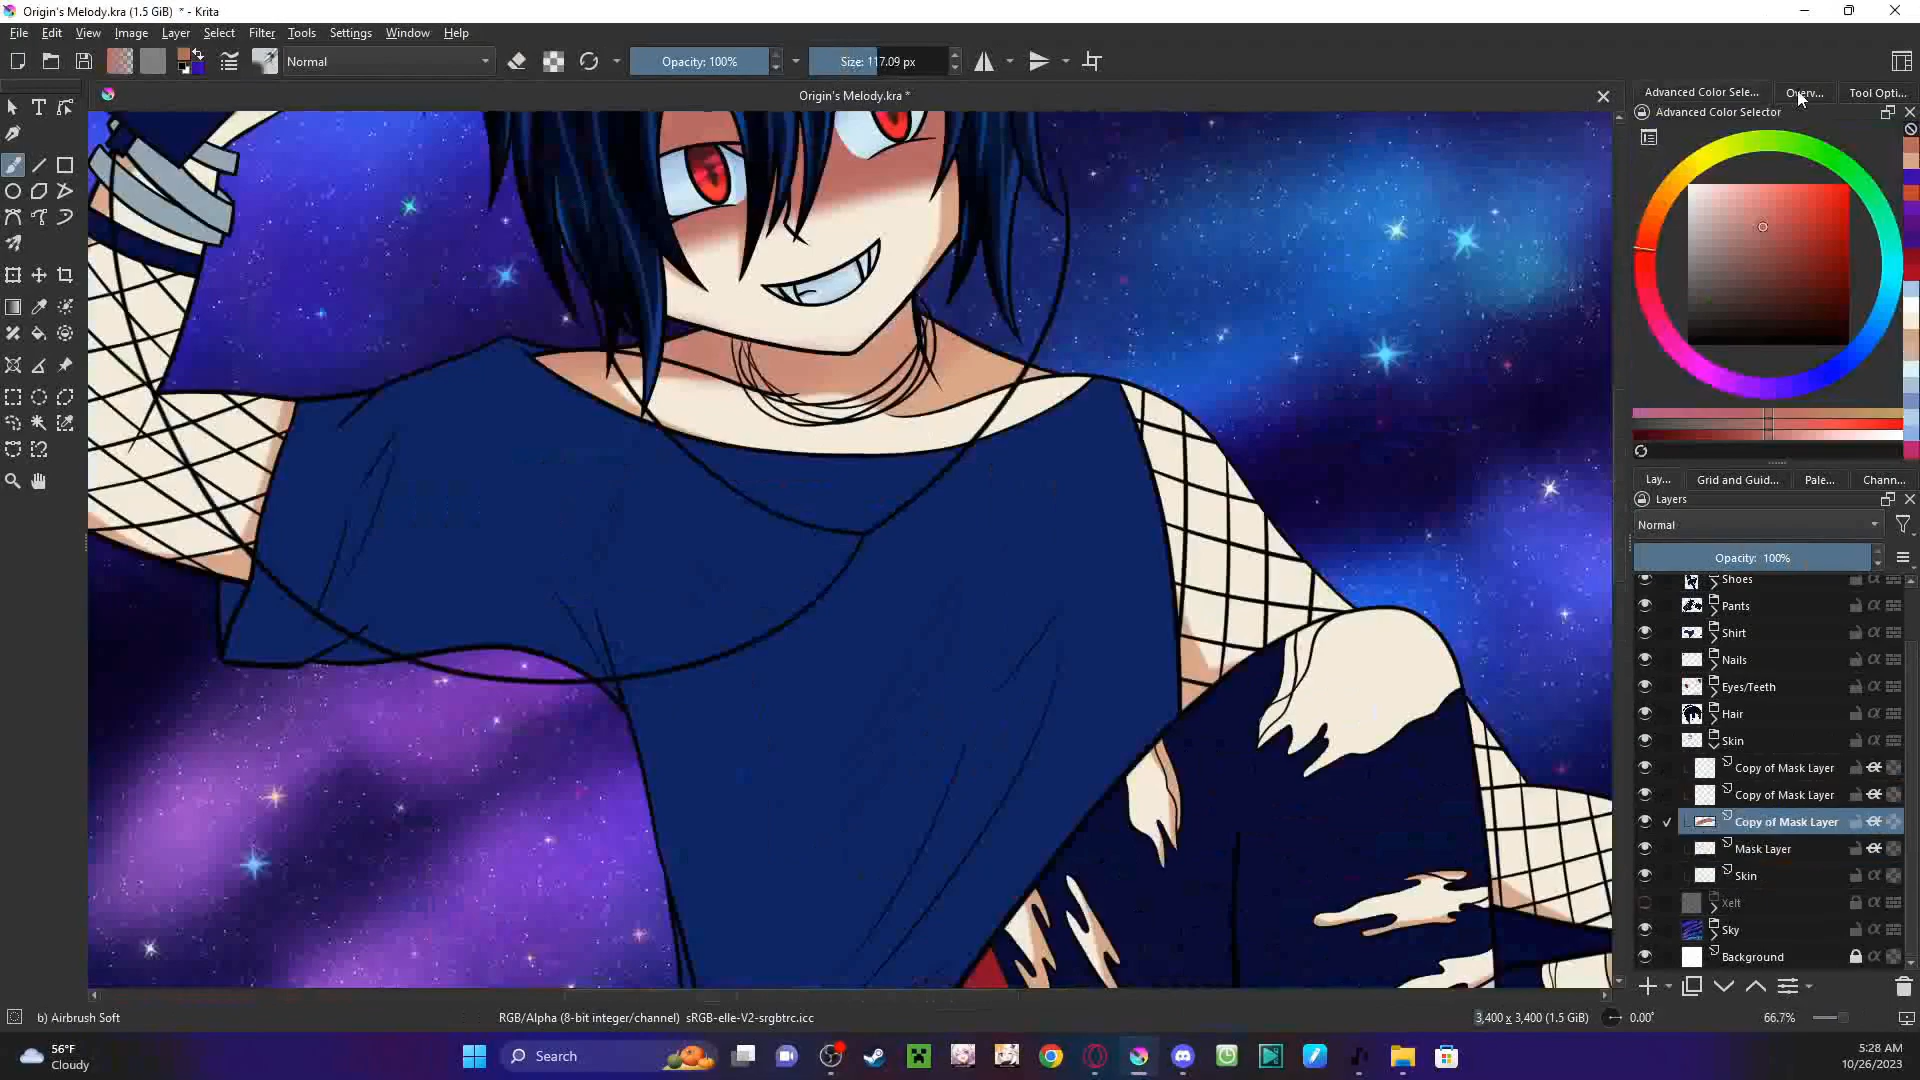 Origin's Melody.kra (1.5 GiB) * - Krita
File Edit View Image Layer Select Filter Tools Settings Window Help
Normal
Opacity: 100%
Size: 117.09 px
Origin's Melody.kra *
Advanced Color Sele... Overv... Tool Opti...
Advanced Color Selector
Lay... Grid and Guid... Pale... Chann...
Layers
Normal
Opacity: 100%
Shoes
Pants
Shirt
Nails
Eyes/Teeth
Hair
Skin
Copy of Mask Layer
Copy of Mask Layer
Copy of Mask Layer
Mask Layer
Skin
Xelt
Sky
Background
b) Airbrush Soft
RGB/Alpha (8-bit integer/channel) sRGB-elle-V2-srgbtrc.icc
3,400 x 3,400 (1.5 GiB)
0.00°
66.7%
56°F
Cloudy
Search
5:28 AM
10/26/2023